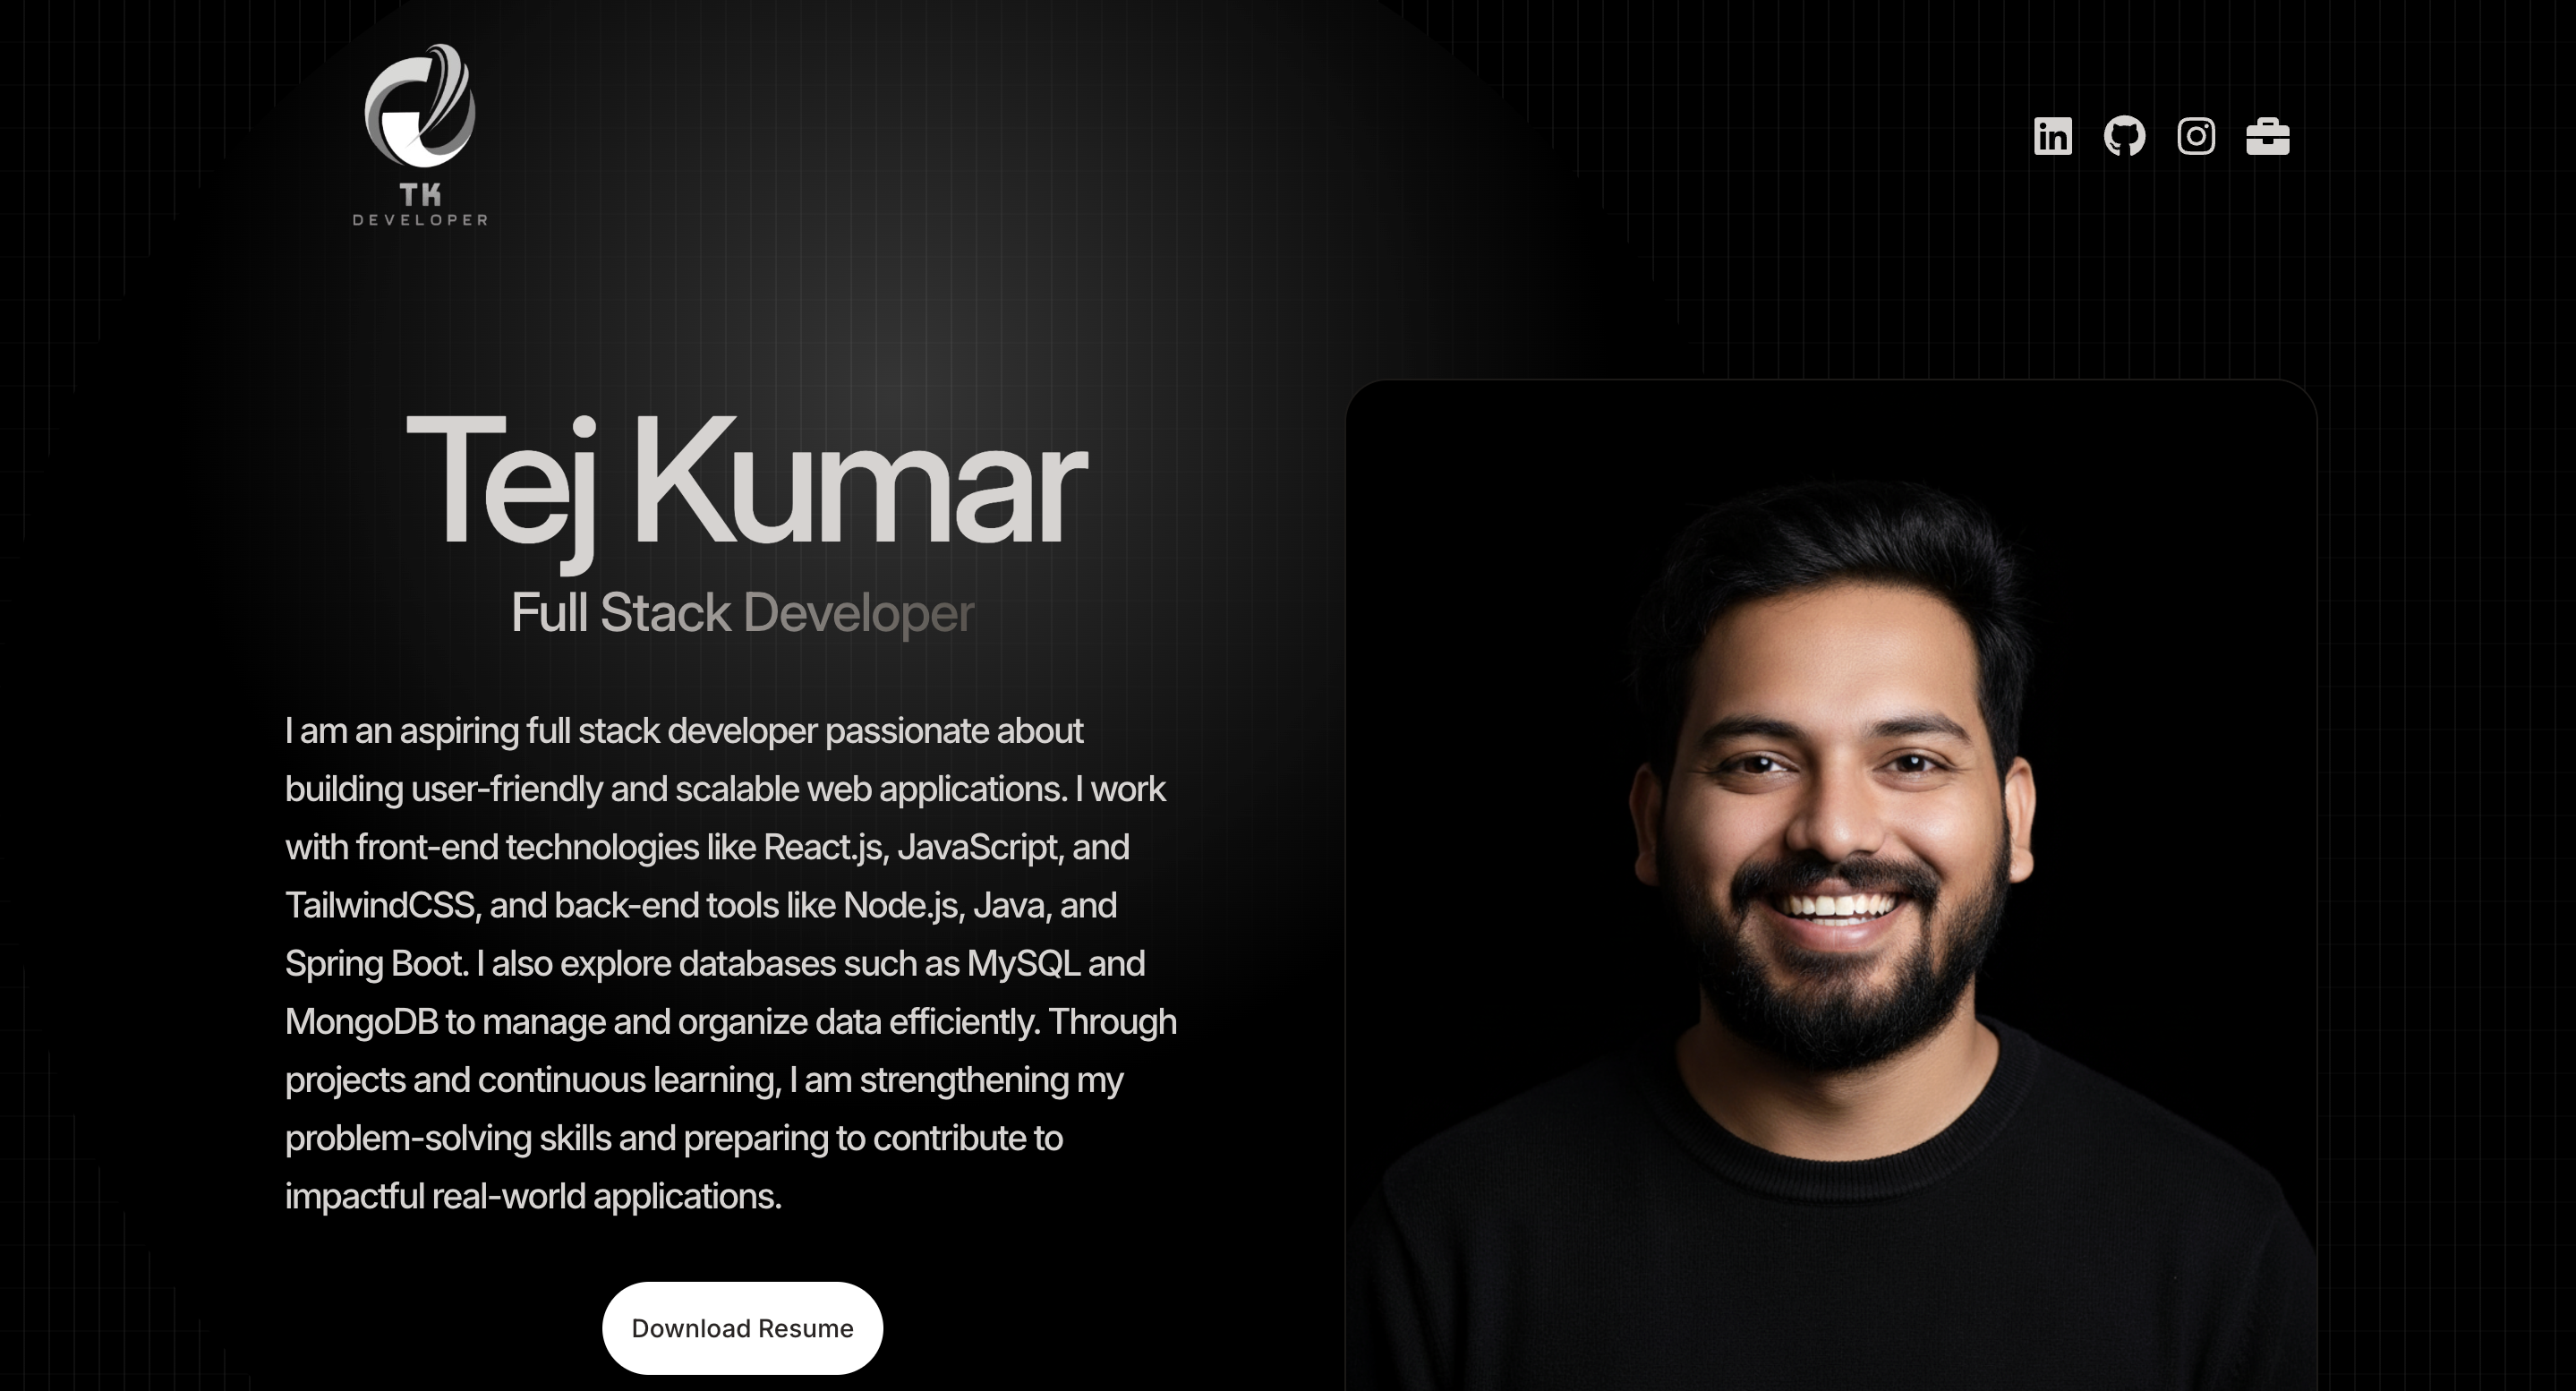 TK
DEVELOPER
in
Tej Kumar
Full Stack Developer
I am an aspiring full stack developer passionate about
building user-friendly and scalable web applications. I work
with front-end technologies like React.js, JavaScript, and
TailwindCSS, and back-end tools like Node.js, Java, and
Spring Boot. I also explore databases such as MySQL and
MongoDB to manage and organize data efficiently. Through
projects and continuous learning, I am strengthening my
problem-solving skills and preparing to contribute to
impactful real-world applications.
Download Resume